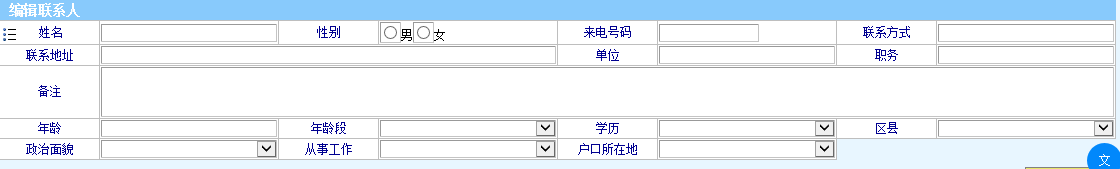 编辑联系人
姓名 性别 男 女 来电号码 联系方式
联系地址 单位 职务
备注
年龄 年龄段 学历 区县
政治面貌 从事工作 户口所在地
文